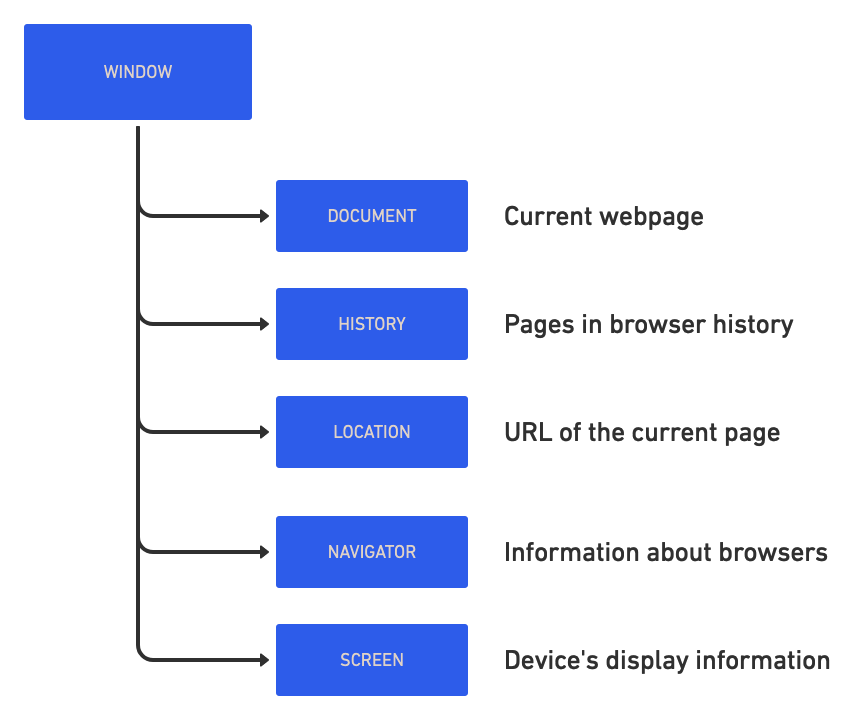 WINDOW
DOCUMENT
Current webpage
HISTORY
Pages in browser history
LOCATION
URL of the current page
NAVIGATOR
Information about browsers
SCREEN
Device's display information